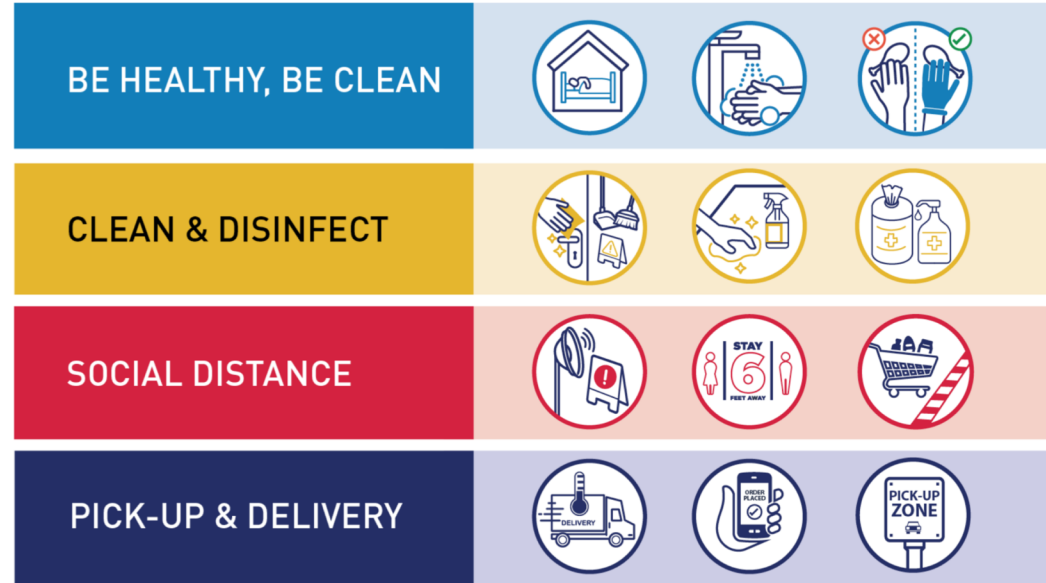 BE HEALTHY, BE CLEAN
CLEAN & DISINFECT
SOCIAL DISTANCE
STAY
6
FEET AWAY
PICK-UP & DELIVERY
DELIVERY
ORDER
PLACED
PICK-UP
ZONE